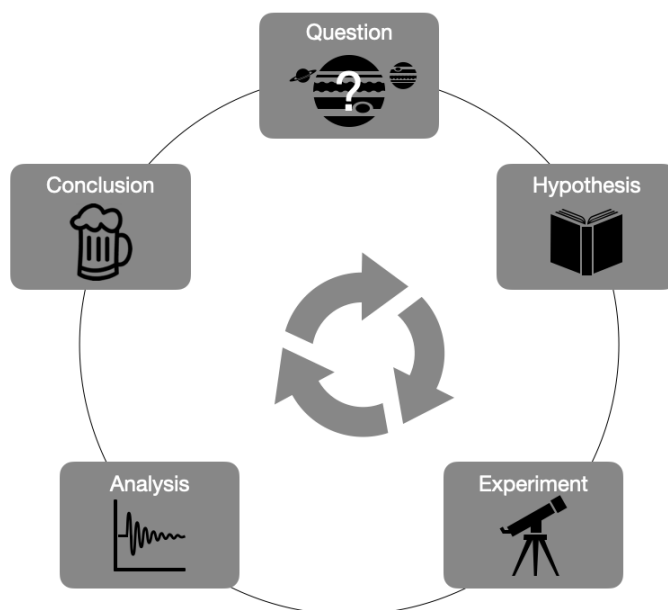 Question
?
Conclusion
Hypothesis
Analysis
Experiment